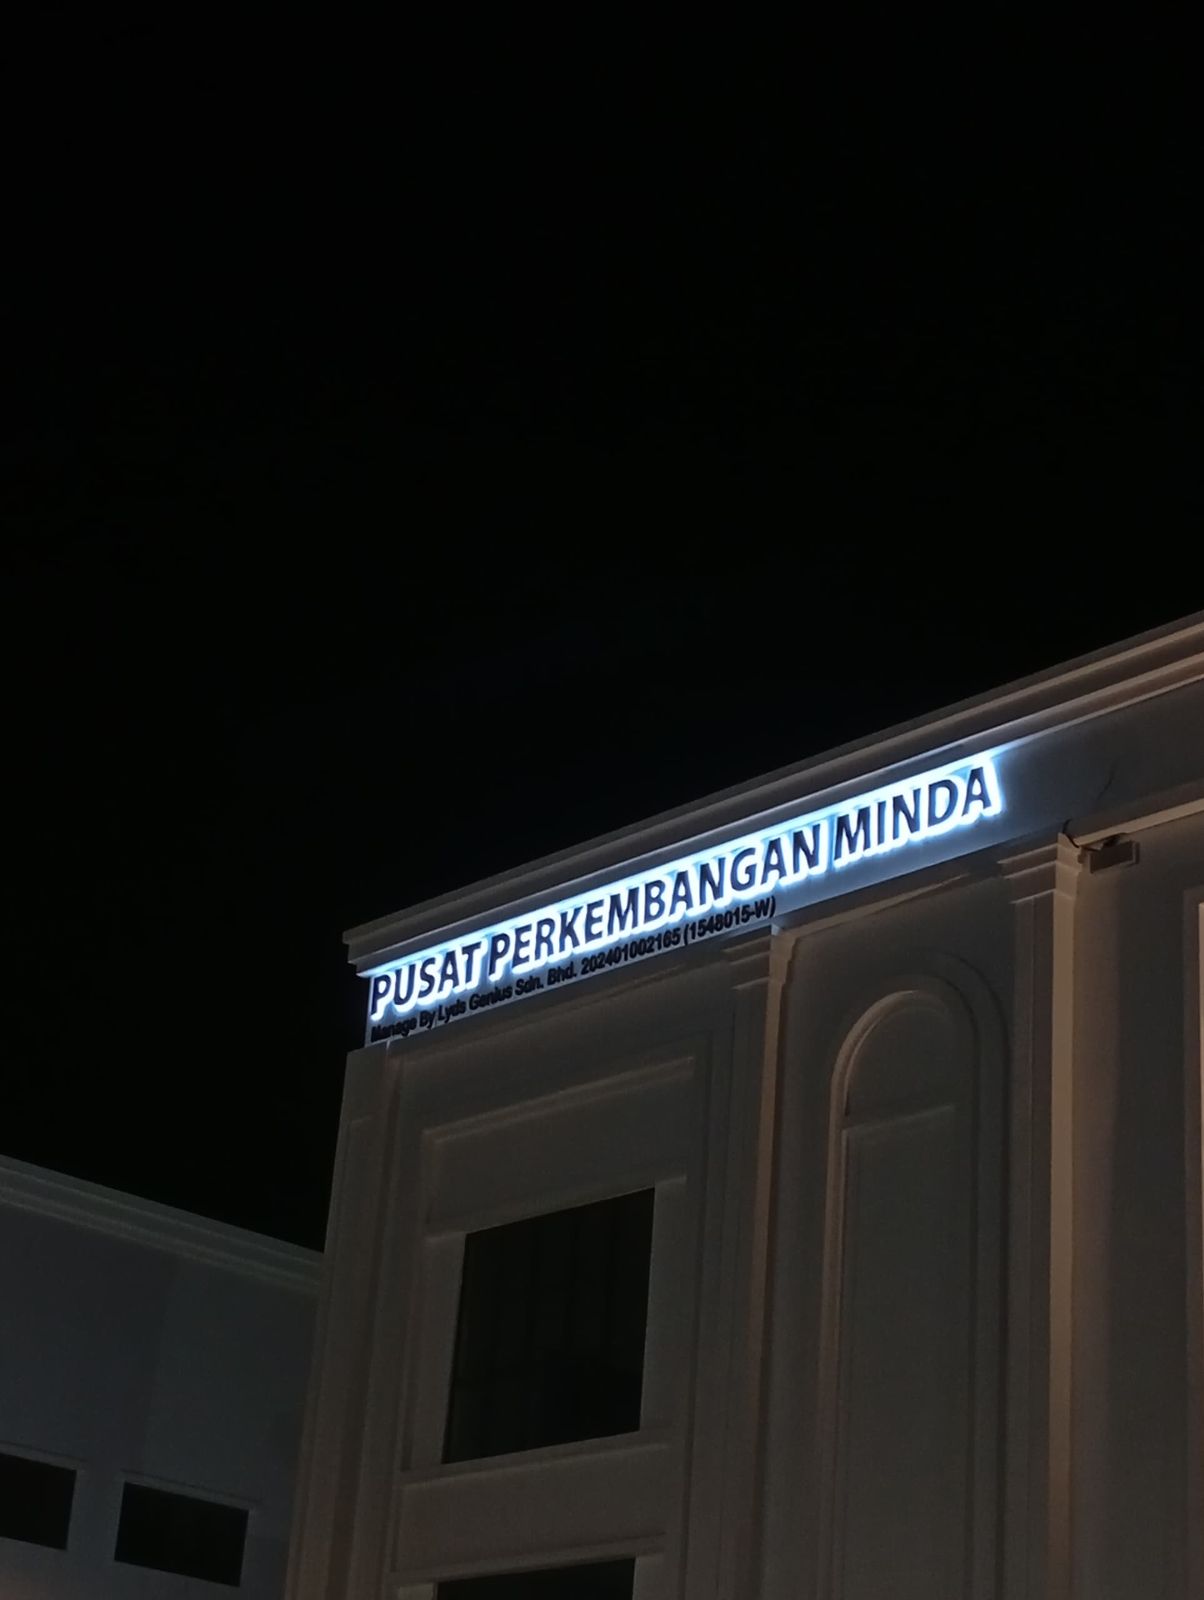 PUSAT PERKEMBANGAN MINDA
Manage By Lyds Genius Sdn. Bhd. 202401002165 (1548015-W)